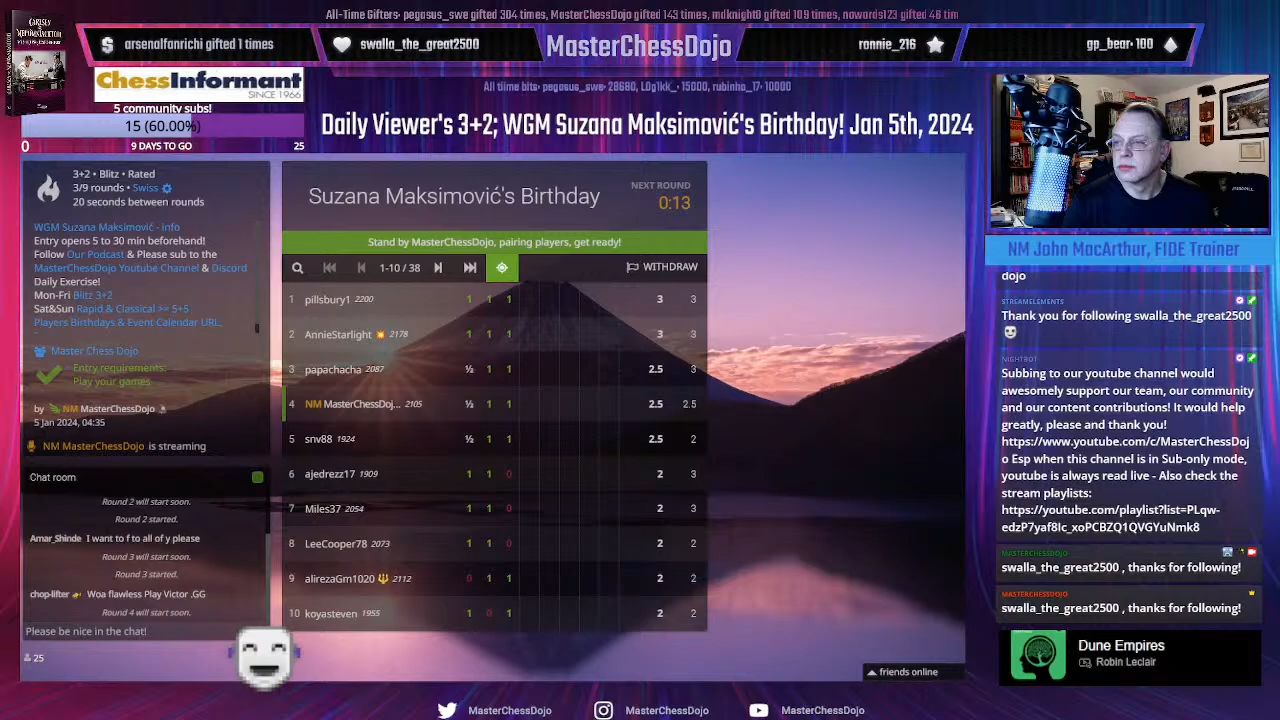 All-Time Gifters• pegasus_swe gifted 304 times, MasterChessDojo gifted 143 times, mdknight0 gifted 109 times, nowards123 gifted 46 tim
arsenalfanrichi gifted 1 times
swalla_the_great2500
MasterChessDojo
ronnie_216
gp_bear• 100
ChessInformant
SINCE 1966
All time bits• pegasus_swe• 28680, L0g1kk_• 15000, rubinho_17• 10000
5 community subs!
15 (60.00%)
0
9 DAYS TO GO
25
Daily Viewer's 3+2; WGM Suzana Maksimović's Birthday! Jan 5th, 2024
3+2 • Blitz • Rated
3/9 rounds • Swiss
20 seconds between rounds
WGM Suzana Maksimović - info
Entry opens 5 to 30 min beforehand!
Follow Our Podcast & Please sub to the
MasterChessDojo Youtube Channel & Discord
Daily Exercise!
Mon-Fri Blitz 3+2
Sat&Sun Rapid & Classical >= 5+5
Players Birthdays & Event Calendar URL,
Master Chess Dojo
Entry requirements:
Play your games
by NM MasterChessDojo
5 Jan 2024, 04:35
NM MasterChessDojo is streaming
Chat room
Round 2 will start soon.
Round 2 started.
Amar_Shinde I want to f to all of y please
Round 3 will start soon.
Round 3 started.
chop-lifter Woa flawless Play Victor .GG
Round 4 will start soon.
Please be nice in the chat!
25
Suzana Maksimović's Birthday
NEXT ROUND
0:13
Stand by MasterChessDojo, pairing players, get ready!
1-10 / 38
WITHDRAW
1 pillsbury1 2200 1 1 1 3 3
2 AnnieStarlight 2178 1 1 1 3 3
3 papachacha 2087 ½ 1 1 2.5 3
4 NM MasterChessDoj... 2105 ½ 1 1 2.5 2.5
5 snv88 1924 ½ 1 1 2.5 2
6 ajedrezz17 1909 1 1 0 2 3
7 Miles37 2054 1 1 0 2 3
8 LeeCooper78 2073 1 1 0 2 2
9 alirezaGm1020 2112 0 1 1 2 2
10 koyasteven 1955 1 0 1 2 2
friends online
NM John MacArthur, FIDE Trainer
dojo
STREAMELEMENTS
Thank you for following swalla_the_great2500
NIGHTBOT
Subbing to our youtube channel would
awesomely support our team, our community
and our content contributions! It would help
greatly, please and thank you!
https://www.youtube.com/c/MasterChessDoj
o Esp when this channel is in Sub-only mode,
youtube is always read live - Also check the
stream playlists:
https://youtube.com/playlist?list=PLqw-
edzP7yaf8Ic_xoPCBZQ1QVGYuNmk8
MASTERCHESSDOJO
swalla_the_great2500 , thanks for following!
MASTERCHESSDOJO
swalla_the_great2500 , thanks for following!
Dune Empires
Robin Leclair
MasterChessDojo
MasterChessDojo
MasterChessDojo